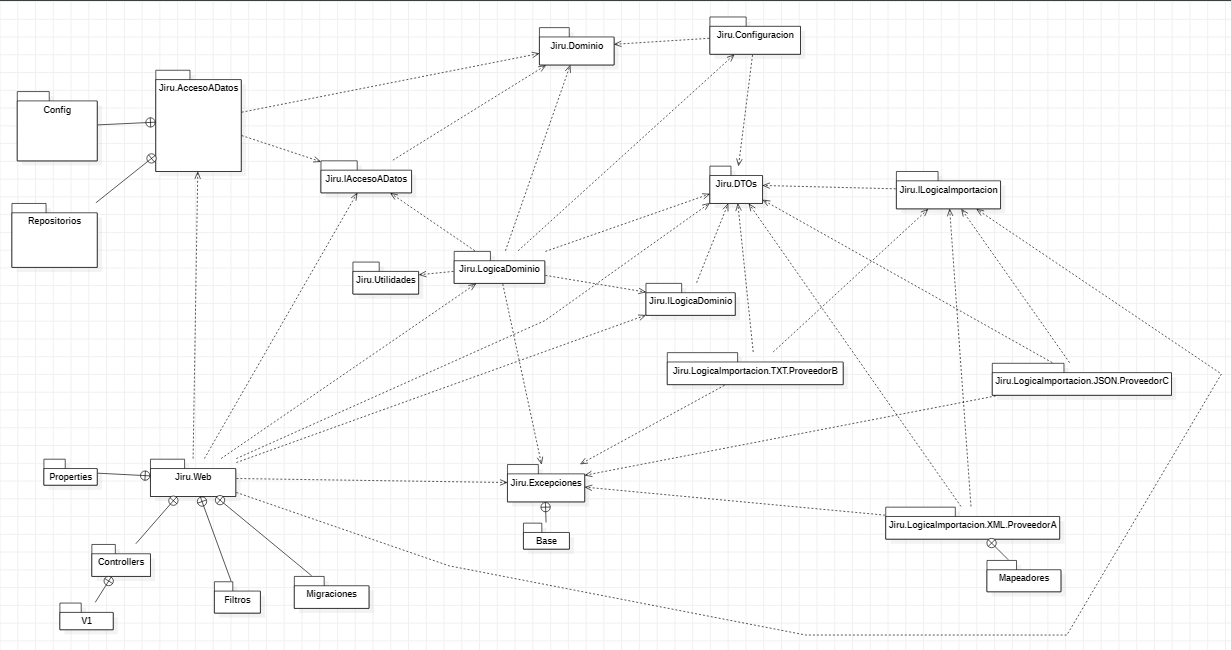 Jiru.Dominio
Jiru.Configuracion
Jiru.AccesoADatos
Config
Jiru.IAccesoADatos
Jiru.DTOs
Jiru.ILogicaImportacion
Repositorios
Jiru.Utilidades
Jiru.LogicaDominio
Jiru.ILogicaDominio
Jiru.LogicaImportacion.TXT.ProveedorB
Jiru.LogicaImportacion.JSON.ProveedorC
Properties
Jiru.Web
Jiru.Excepciones
Jiru.LogicaImportacion.XML.ProveedorA
Base
Controllers
Mapeadores
Filtros
Migraciones
V1